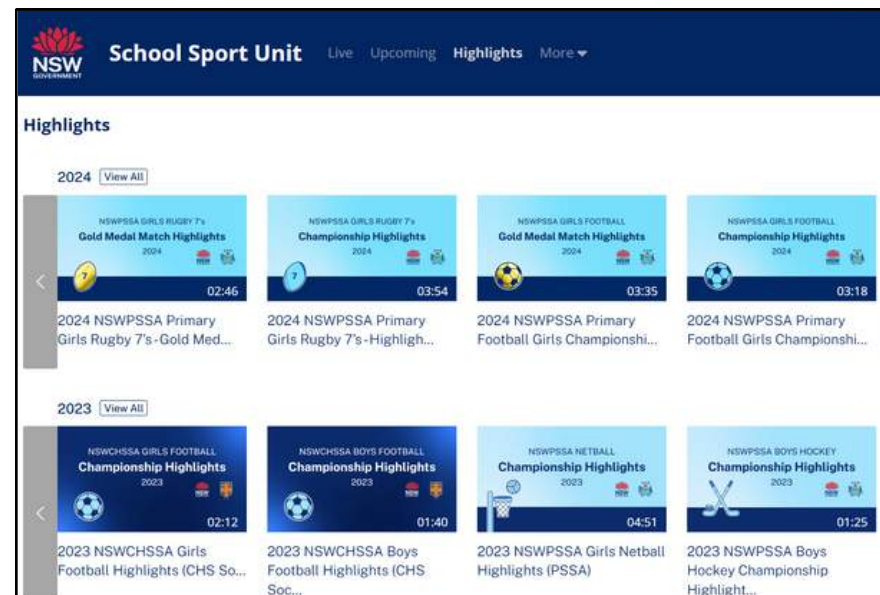 NSW
GOVERNMENT
School Sport Unit
Live Upcoming Highlights More
Highlights
2024 View All
NSWPSSA GIRLS RUGBY 7's
Gold Medal Match Highlights
2024
7
02:46
2024 NSWPSSA Primary
Girls Rugby 7's - Gold Med...
NSWPSSA GIRLS RUGBY 7's
Championship Highlights
2024
7
03:54
2024 NSWPSSA Primary
Girls Rugby 7's - Highligh...
NSWPSSA GIRLS FOOTBALL
Gold Medal Match Highlights
2024
03:35
2024 NSWPSSA Primary
Football Girls Championshi...
NSWPSSA GIRLS FOOTBALL
Championship Highlights
2024
03:18
2024 NSWPSSA Primary
Football Girls Championshi...
2023 View All
NSWCHSSA GIRLS FOOTBALL
Championship Highlights
2023
02:12
2023 NSWCHSSA Girls
Football Highlights (CHS So...
NSWCHSSA BOYS FOOTBALL
Championship Highlights
2023
01:40
2023 NSWCHSSA Boys
Football Highlights (CHS
Soc...
NSWPSSA NETBALL
Championship Highlights
2023
04:51
2023 NSWPSSA Girls Netball
Highlights (PSSA)
NSWPSSA BOYS HOCKEY
Championship Highlights
2023
01:25
2023 NSWPSSA Boys
Hockey Championship
Highlight...